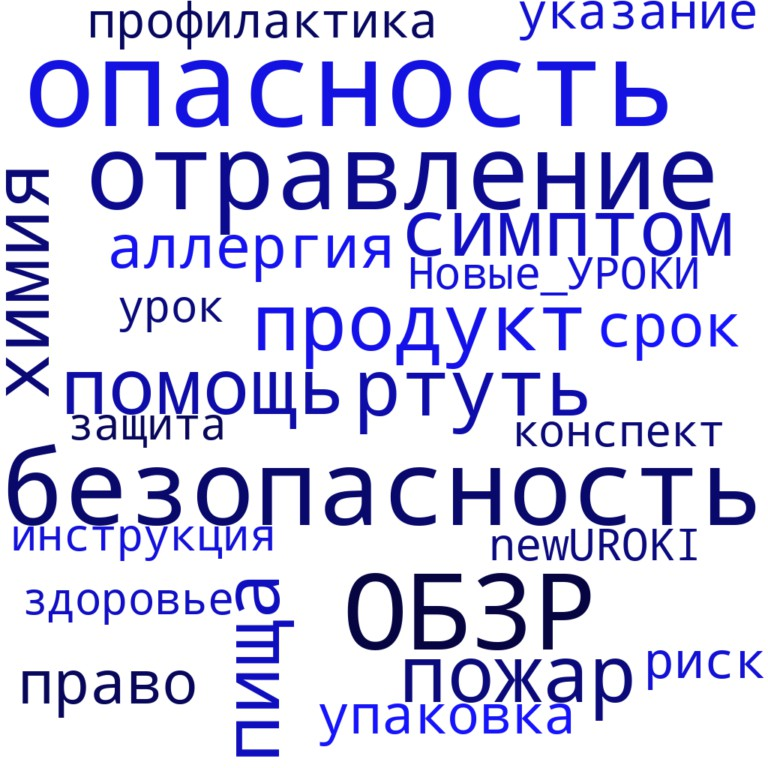 профилактика
указание
опасность
отравление
химия
симптом
аллергия
Новые_УРОКИ
урок
продукт
срок
помощь
ртуть
защита
конспект
безопасность
инструкция
newUROKI
здоровье
пища
ОБЗР
право
пожар
риск
упаковка